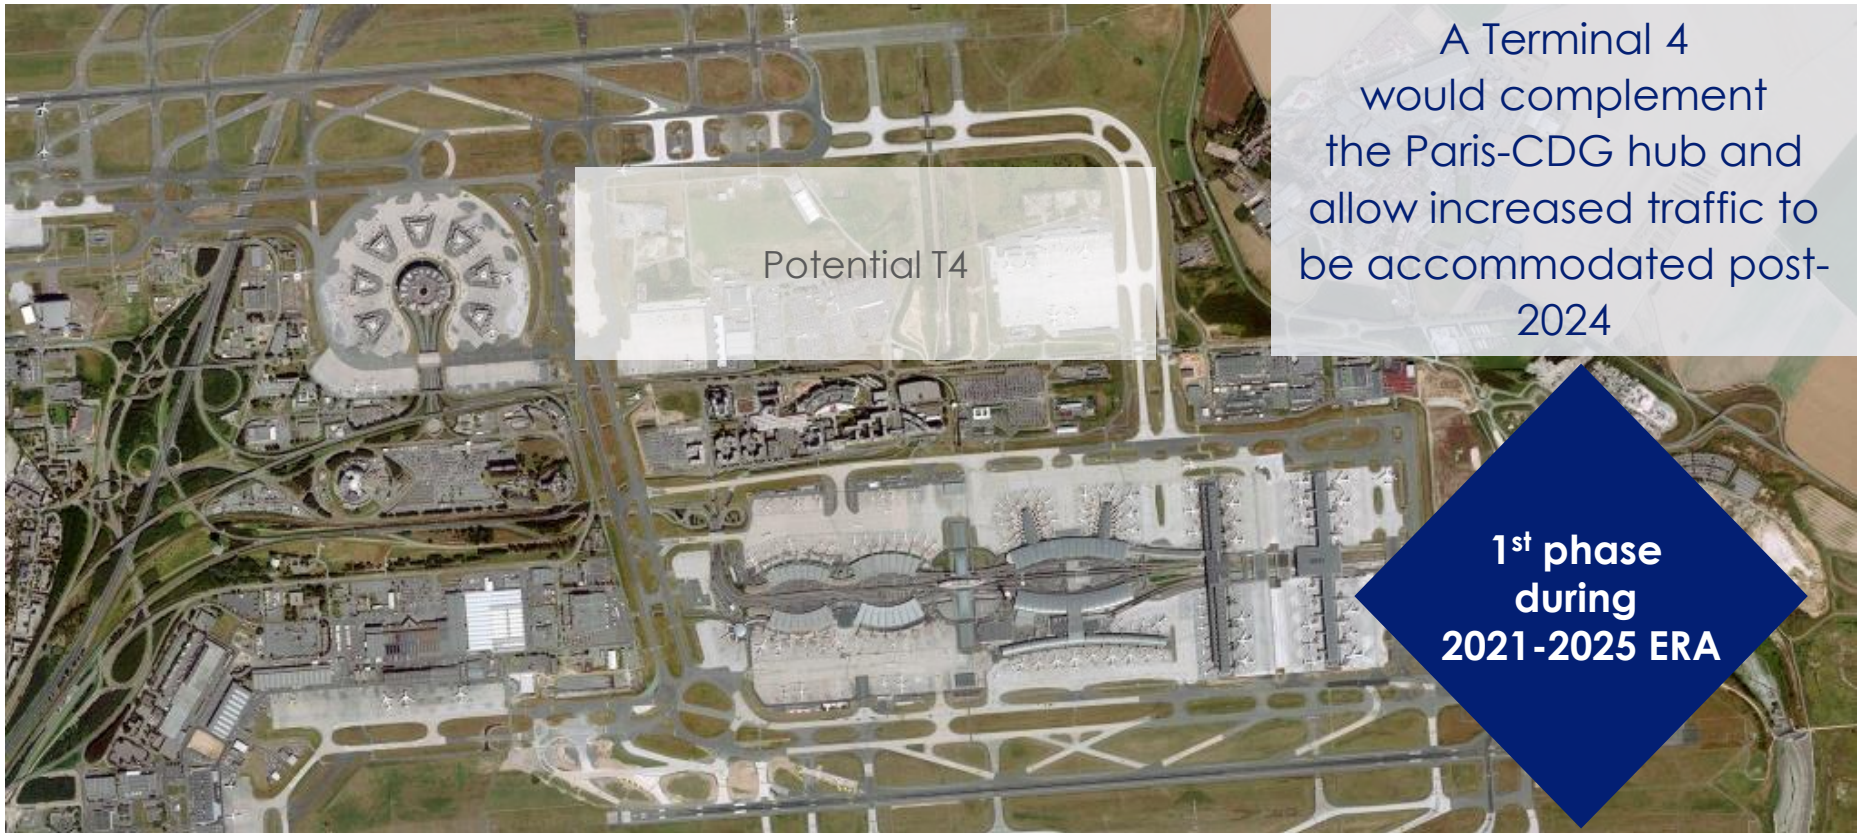 A Terminal 4
would complement
the Paris-CDG hub and
allow increased traffic to
be accommodated post-
2024
Potential T4
1st phase
during
2021-2025 ERA